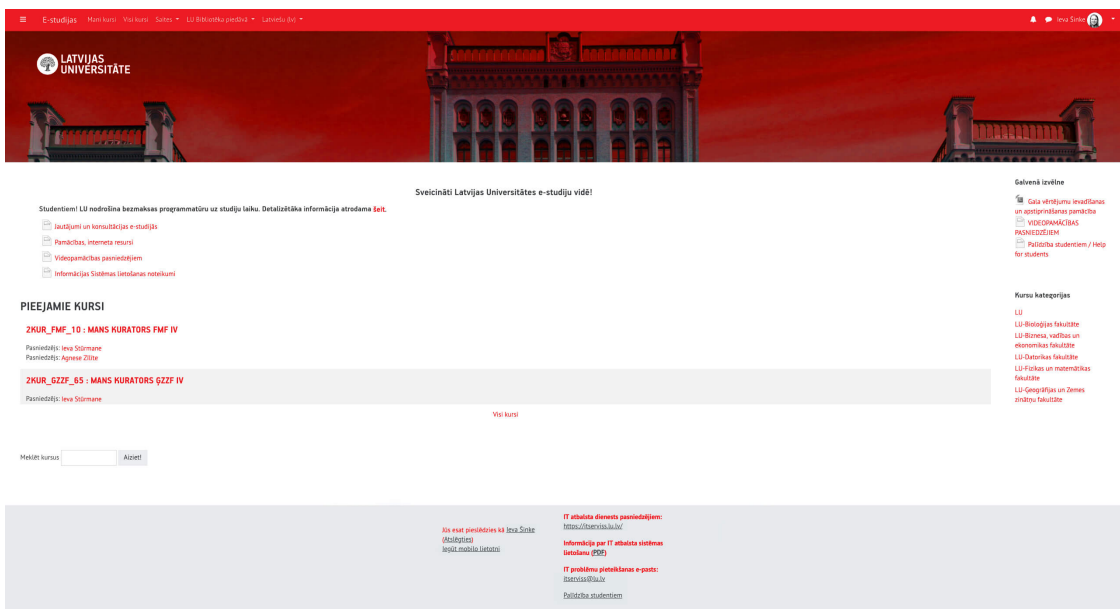 E-studijas Mani kursi Visi kursi Saites LU Bibliotēka piedāvā Latviešu (lv) Ieva Šinke
LATVIJAS
UNIVERSITĀTE
Sveicināti Latvijas Universitātes e-studiju vidē!
Studentiem! LU nodrošina bezmaksas programmatūru uz studiju laiku. Detalizētāka informācija atrodama šeit.
Jautājumi un konsultācijas e-studijās
Pamācības, interneta resursi
Videopamācības pasniedzējiem
Informācijas Sistēmas lietošanas noteikumi
PIEEJAMIE KURSI
2KUR_FMF_10 : MANS KURATORS FMF IV
Pasniedzējs: Ieva Stūrmane
Pasniedzējs: Agnese Zīlīte
2KUR_GZZF_65 : MANS KURATORS ĢZZF IV
Pasniedzējs: Ieva Stūrmane
Visi kursi
Meklēt kursus Aiziet!
Galvenā izvēlne
Gala vērtējumu ievadīšanas
un apstiprināšanas pamācība
VIDEOPAMĀCĪBAS
PASNIEDZĒJIEM
Palīdzība studentiem / Help
for students
Kursu kategorijas
LU
LU-Bioloģijas fakultāte
LU-Biznesa, vadības un
ekonomikas fakultāte
LU-Datorikas fakultāte
LU-Fizikas un matemātikas
fakultāte
LU-Ģeogrāfijas un Zemes
zinātņu fakultāte
Jūs esat pieslēdzies kā Ieva Šinke
(Atslēgties)
Iegūt mobilo lietotni
IT atbalsta dienests pasniedzējiem:
https://itserviss.lu.lv/
Informācija par IT atbalsta sistēmas
lietošanu (PDF)
IT problēmu pieteikšanas e-pasts:
itserviss@lu.lv
Palīdzība studentiem